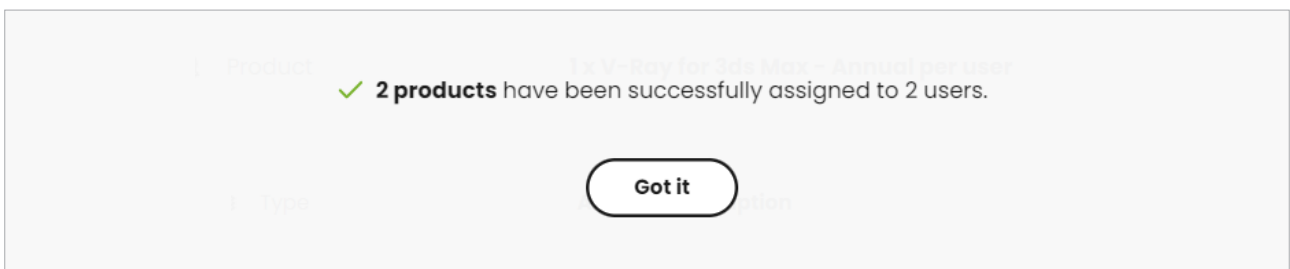 Product 1 x V-Ray for 3ds Max - Annual per user
✓ 2 products have been successfully assigned to 2 users.
Got it
Type